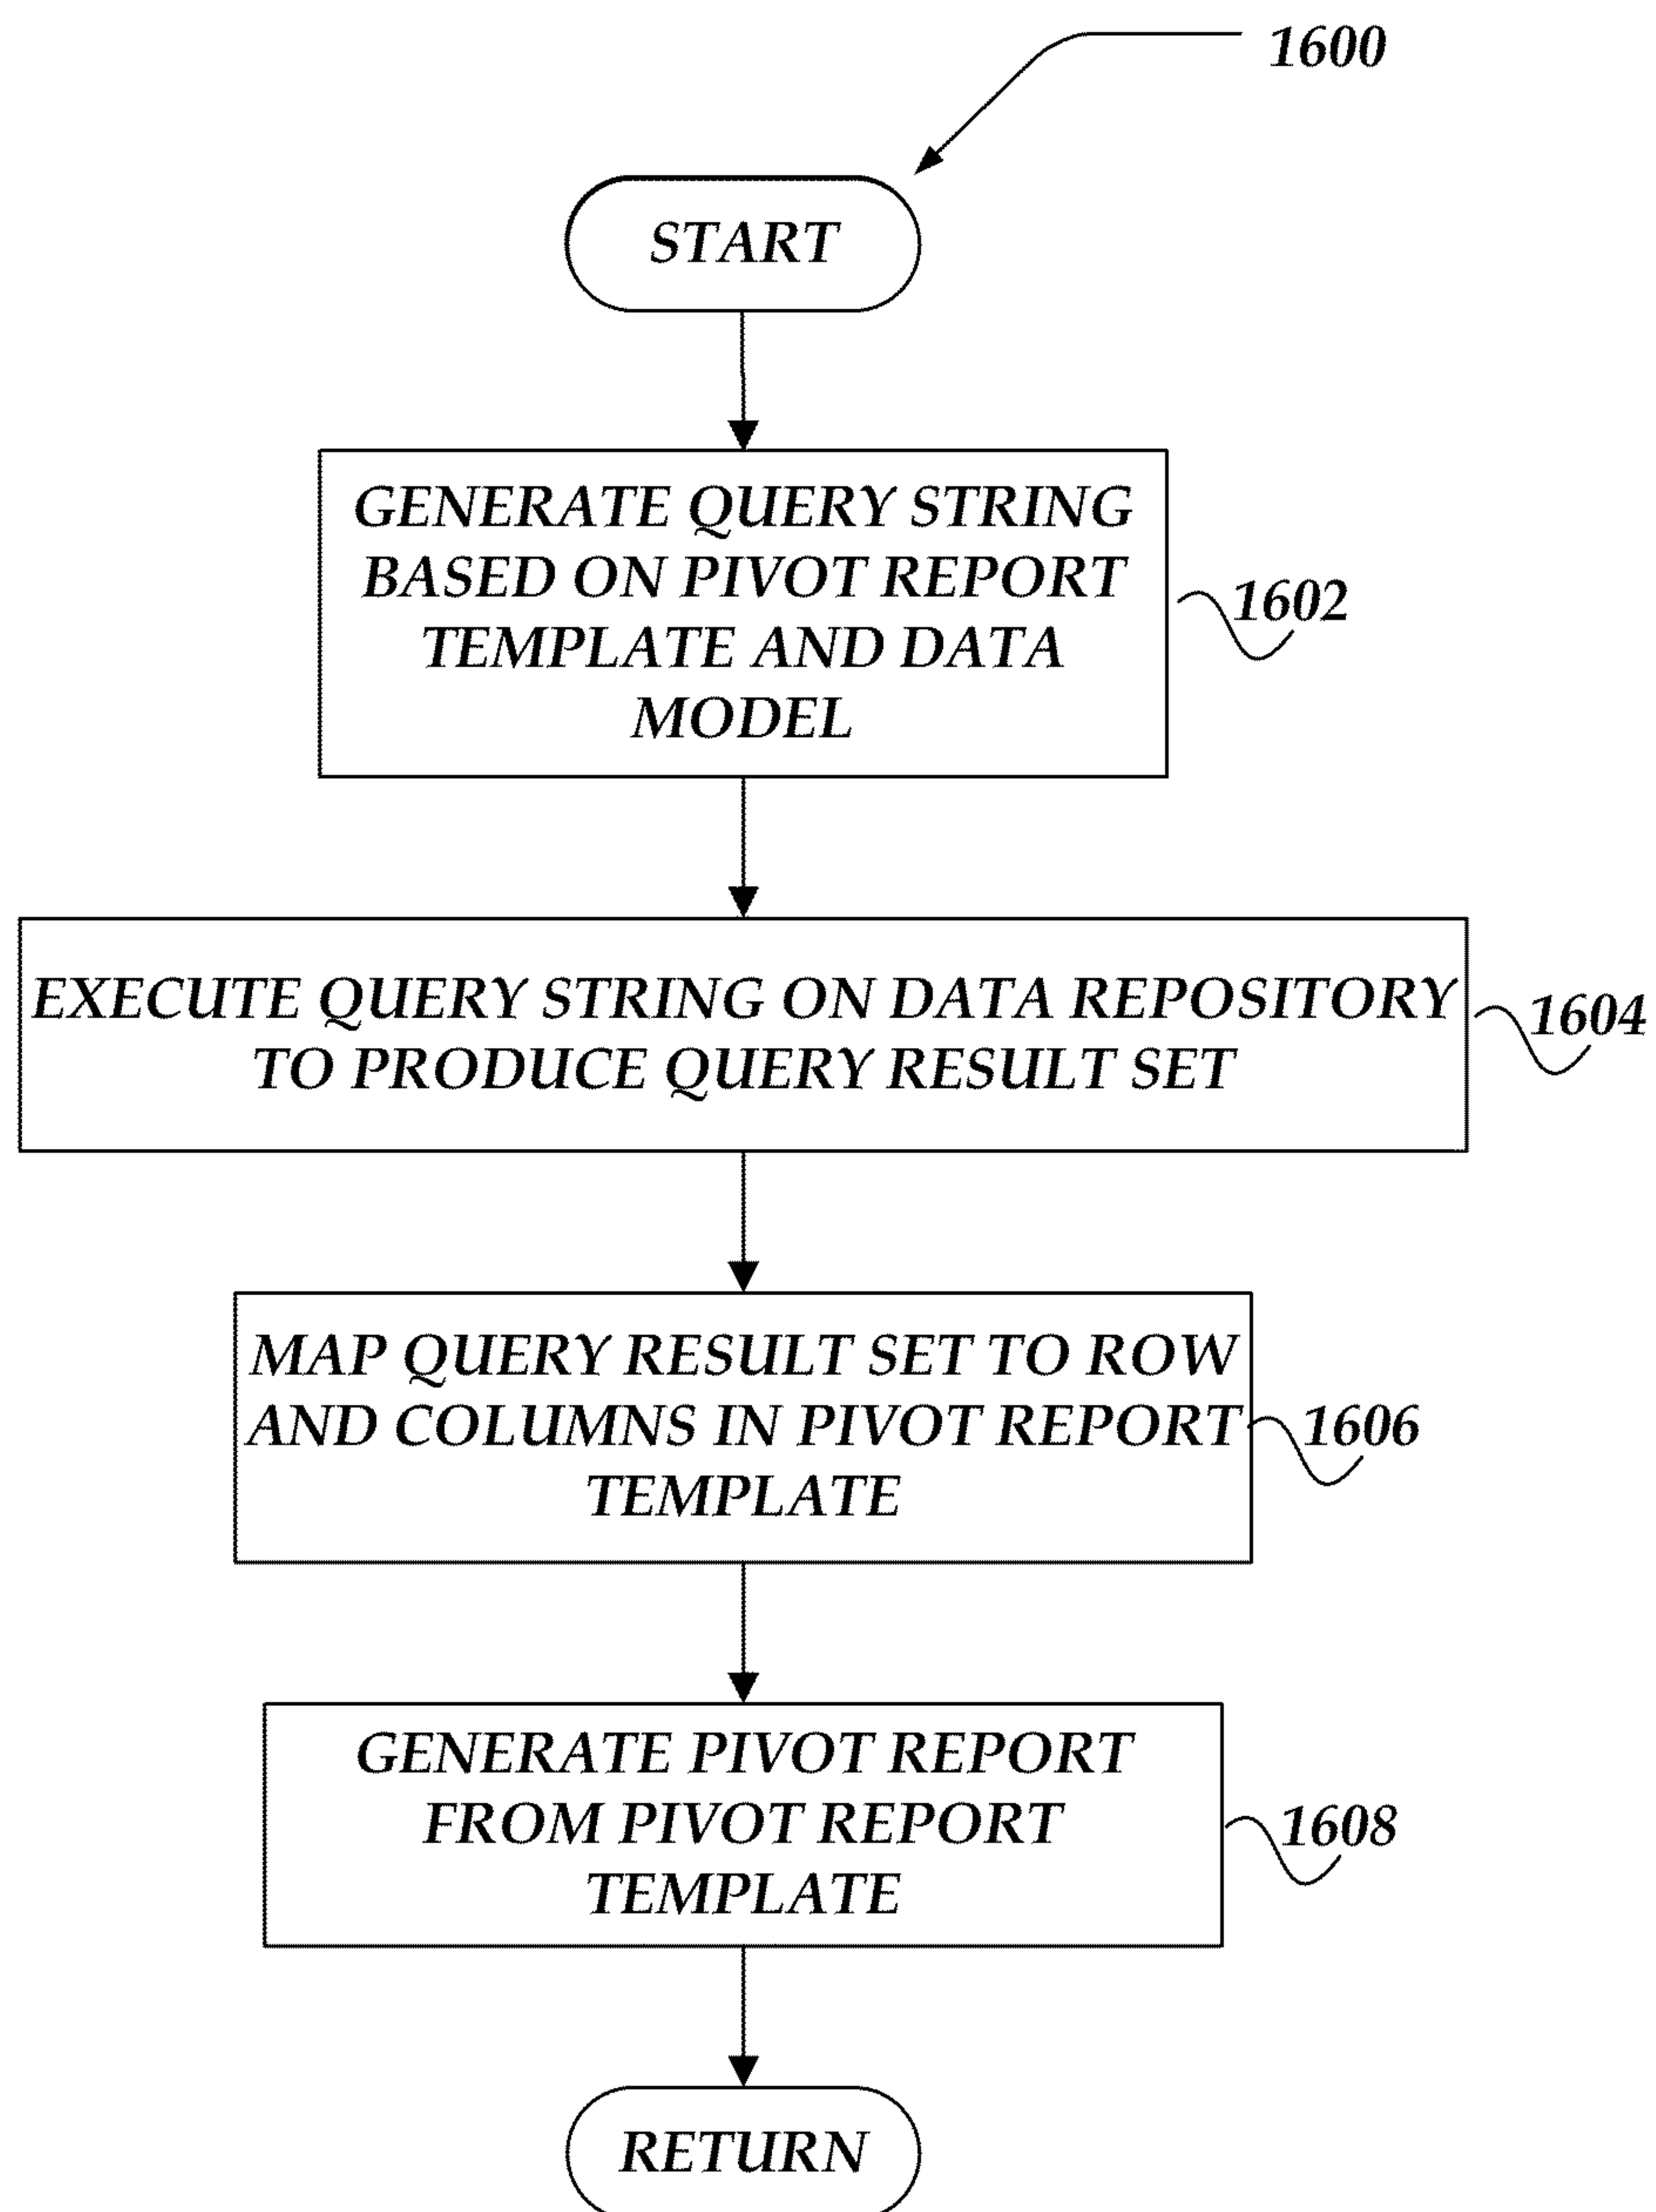 1600
START
GENERATE QUERY STRING
BASED ON PIVOT REPORT
TEMPLATE AND DATA
MODEL
1602
EXECUTE QUERY STRING ON DATA REPOSITORY
TO PRODUCE QUERY RESULT SET
1604
MAP QUERY RESULT SET TO ROW
AND COLUMNS IN PIVOT REPORT
TEMPLATE
1606
GENERATE PIVOT REPORT
FROM PIVOT REPORT
TEMPLATE
1608
RETURN